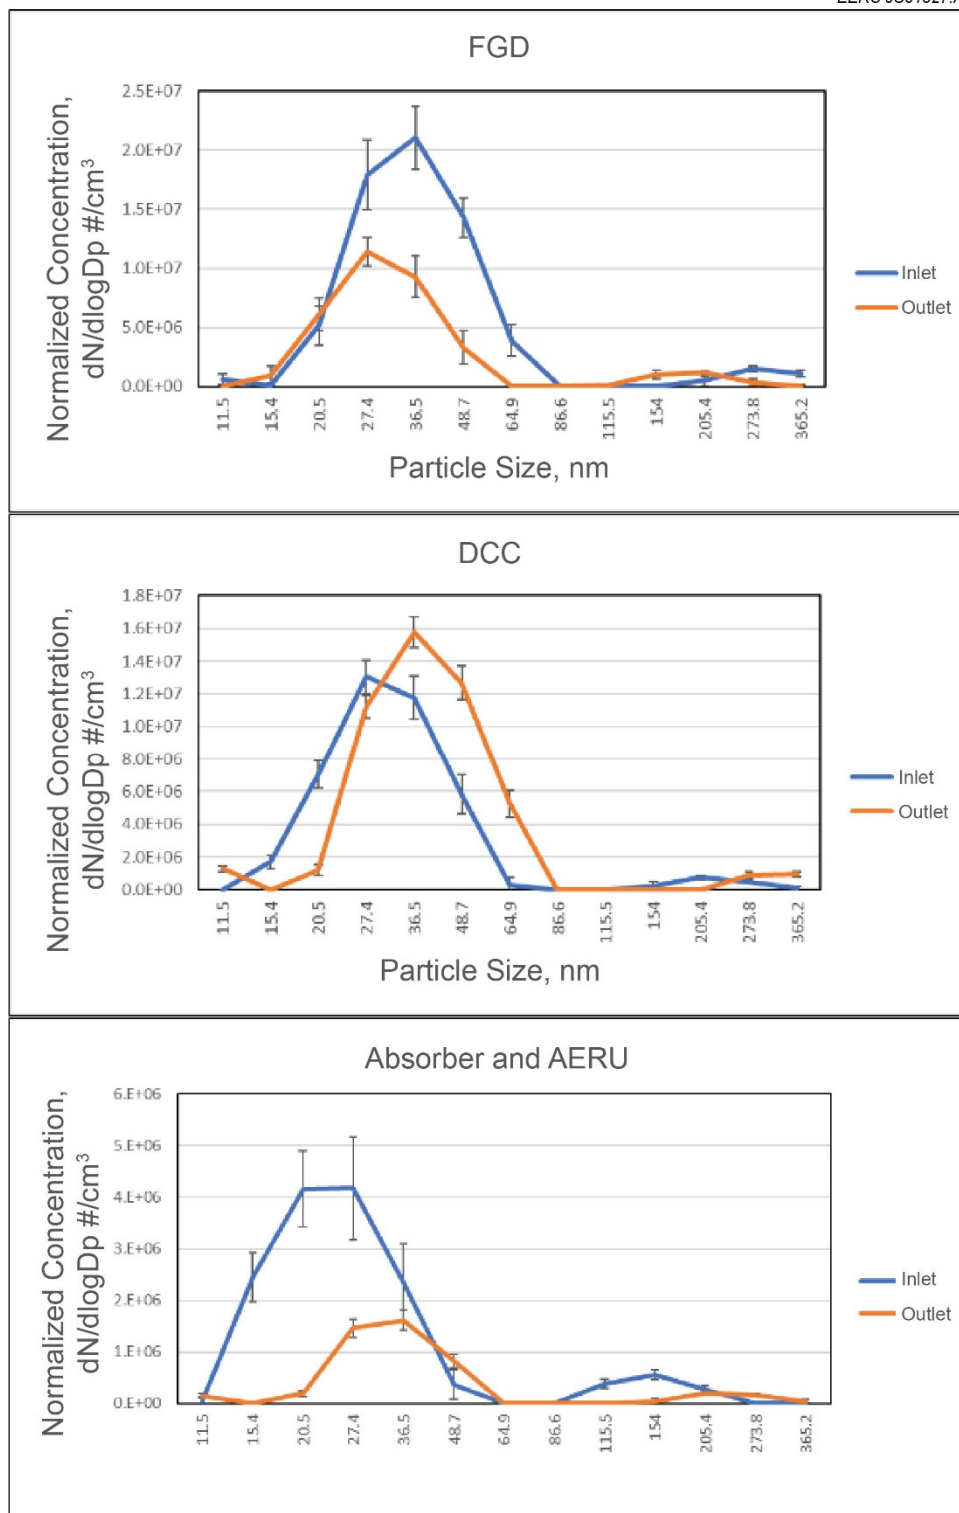 FGD
Normalized Concentration,
dN/dlogDp #/cm³
2.5E+07
2.0E+07
1.5E+07
1.0E+07
5.0E+06
0.0E+00
11.5 15.4 20.5 27.4 36.5 48.7 64.9 86.6 115.5 154 205.4 273.8 365.2
Particle Size, nm
Inlet
Outlet
DCC
Normalized Concentration,
dN/dlogDp #/cm³
1.8E+07
1.6E+07
1.4E+07
1.2E+07
1.0E+07
8.0E+06
6.0E+06
4.0E+06
2.0E+06
0.0E+00
11.5 15.4 20.5 27.4 36.5 48.7 64.9 86.6 115.5 154 205.4 273.8 365.2
Particle Size, nm
Inlet
Outlet
Absorber and AERU
Normalized Concentration,
dN/dlogDp #/cm³
6.E+06
5.E+06
4.E+06
3.E+06
2.E+06
1.E+06
0.E+00
11.5 15.4 20.5 27.4 36.5 48.7 64.9 86.6 115.5 154 205.4 273.8 365.2
Inlet
Outlet